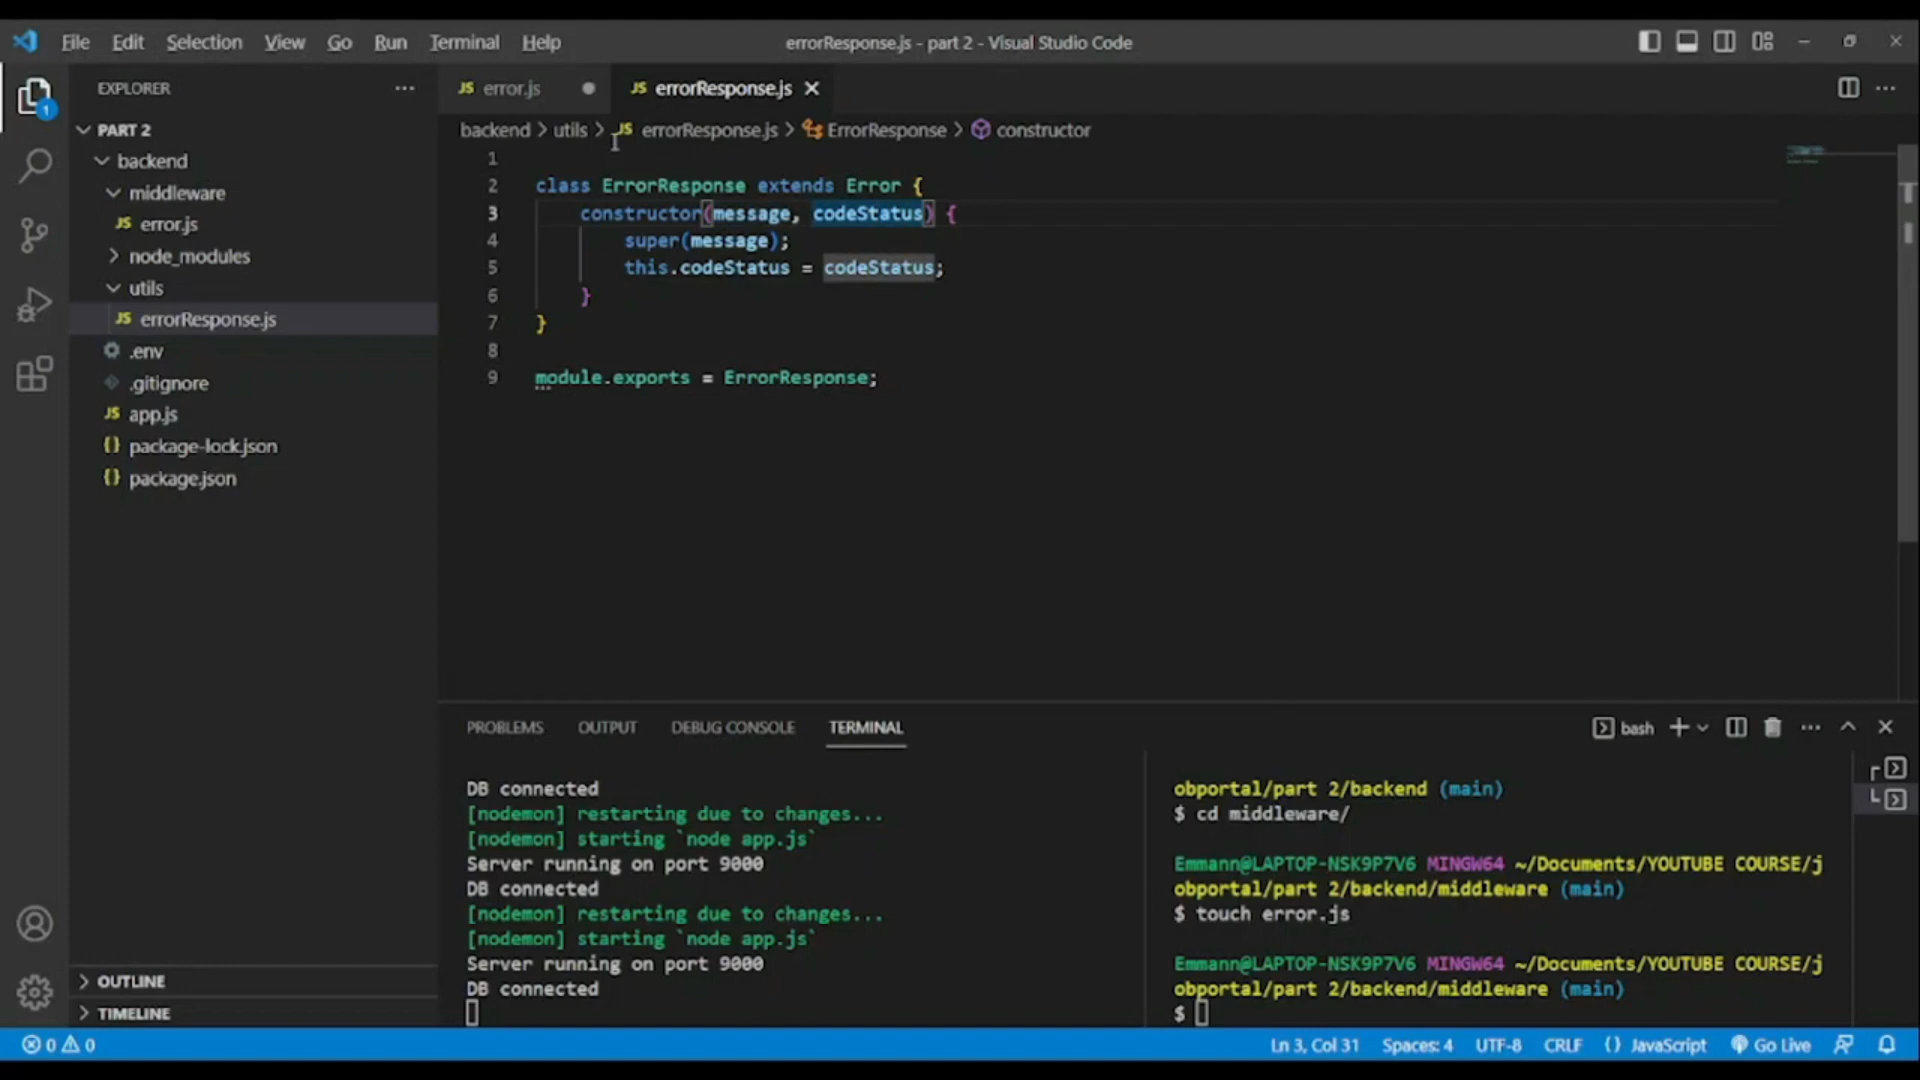 File Edit Selection View Go Run Terminal Help
errorResponse.js - part 2 - Visual Studio Code
EXPLORER
1
PART 2
backend
middleware
JS error.js
node_modules
utils
JS errorResponse.js
.env
.gitignore
JS app.js
{} package-lock.json
{} package.json
OUTLINE
TIMELINE
JS error.js
JS errorResponse.js
backend > utils > JS errorResponse.js > ErrorResponse > constructor
1
2 class ErrorResponse extends Error {
3 constructor(message, codeStatus) {
4 super(message);
5 this.codeStatus = codeStatus;
6 }
7 }
8
9 module.exports = ErrorResponse;
PROBLEMS OUTPUT DEBUG CONSOLE TERMINAL
bash
DB connected
[nodemon] restarting due to changes...
[nodemon] starting `node app.js`
Server running on port 9000
DB connected
[nodemon] restarting due to changes...
[nodemon] starting `node app.js`
Server running on port 9000
DB connected
obportal/part 2/backend (main)
$ cd middleware/
Emmann@LAPTOP-NSK9P7V6 MINGW64 ~/Documents/YOUTUBE COURSE/j
obportal/part 2/backend/middleware (main)
$ touch error.js
Emmann@LAPTOP-NSK9P7V6 MINGW64 ~/Documents/YOUTUBE COURSE/j
obportal/part 2/backend/middleware (main)
$
0 0
Ln 3, Col 31 Spaces: 4 UTF-8 CRLF {} JavaScript Go Live